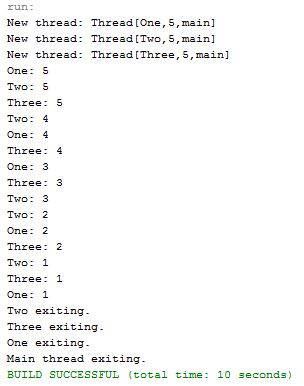 run:
New thread: Thread[One,5,main]
New thread: Thread[Two,5,main]
New thread: Thread[Three,5,main]
One: 5
Two: 5
Three: 5
Two: 4
One: 4
Three: 4
One: 3
Three: 3
Two: 3
Two: 2
One: 2
Three: 2
Two: 1
Three: 1
One: 1
Two exiting.
Three exiting.
One exiting.
Main thread exiting.
BUILD SUCCESSFUL (total time: 10 seconds)